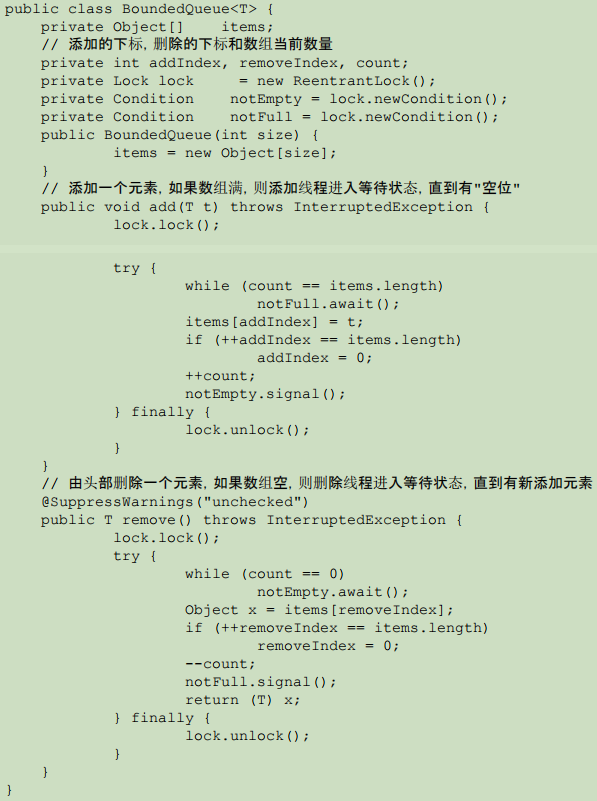 public class BoundedQueue<T> {
    private Object[]    items;
    // 添加的下标, 删除的下标和数组当前数量
    private int addIndex, removeIndex, count;
    private Lock lock      = new ReentrantLock();
    private Condition    notEmpty = lock.newCondition();
    private Condition    notFull = lock.newCondition();
    public BoundedQueue(int size) {
            items = new Object[size];
    }
    // 添加一个元素, 如果数组满, 则添加线程进入等待状态, 直到有"空位"
    public void add(T t) throws InterruptedException {
            lock.lock();
            try {
                    while (count == items.length)
                            notFull.await();
                    items[addIndex] = t;
                    if (++addIndex == items.length)
                            addIndex = 0;
                    ++count;
                    notEmpty.signal();
            } finally {
                    lock.unlock();
            }
    }
    // 由头部删除一个元素, 如果数组空, 则删除线程进入等待状态, 直到有新添加元素
    @SuppressWarnings("unchecked")
    public T remove() throws InterruptedException {
            lock.lock();
            try {
                    while (count == 0)
                            notEmpty.await();
                    Object x = items[removeIndex];
                    if (++removeIndex == items.length)
                            removeIndex = 0;
                    --count;
                    notFull.signal();
                    return (T) x;
            } finally {
                    lock.unlock();
            }
    }
}